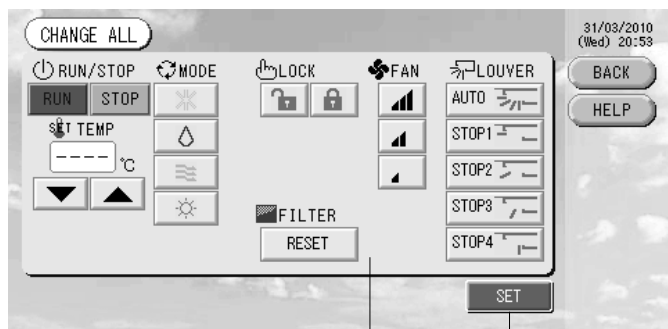 CHANGE ALL
31/03/2010
(Wed) 20:53
RUN/STOP
MODE
LOCK
FAN
LOUVER
BACK
RUN
STOP
AUTO
HELP
SET TEMP
STOP1
----℃
STOP2
STOP3
FILTER
RESET
STOP4
SET